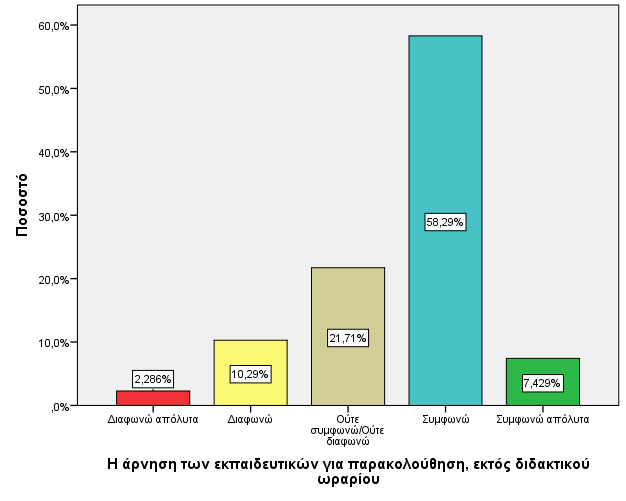 60,0%
50,0%
40,0%
30,0%
20,0%
10,0%
,0%
Ποσοστό
2,286%
10,29%
21,71%
58,29%
7,429%
Διαφωνώ απόλυτα
Διαφωνώ
Ούτε
συμφωνώ/Ούτε
διαφωνώ
Συμφωνώ
Συμφωνώ απόλυτα
Η άρνηση των εκπαιδευτικών για παρακολούθηση, εκτός διδακτικού
ωραρίου